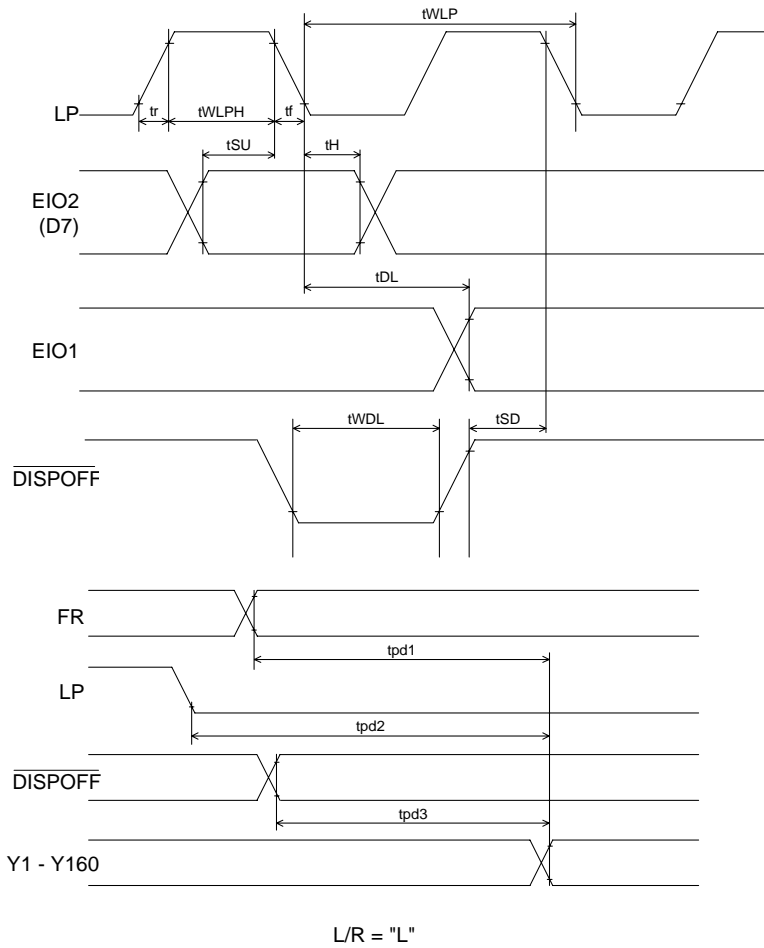 tWLP
LP
tr
tWLPH
tf
tSU
tH
EIO2
(D7)
tDL
EIO1
tWDL
tSD
DISPOFF
FR
tpd1
LP
tpd2
DISPOFF
tpd3
Y1 - Y160
L/R = "L"